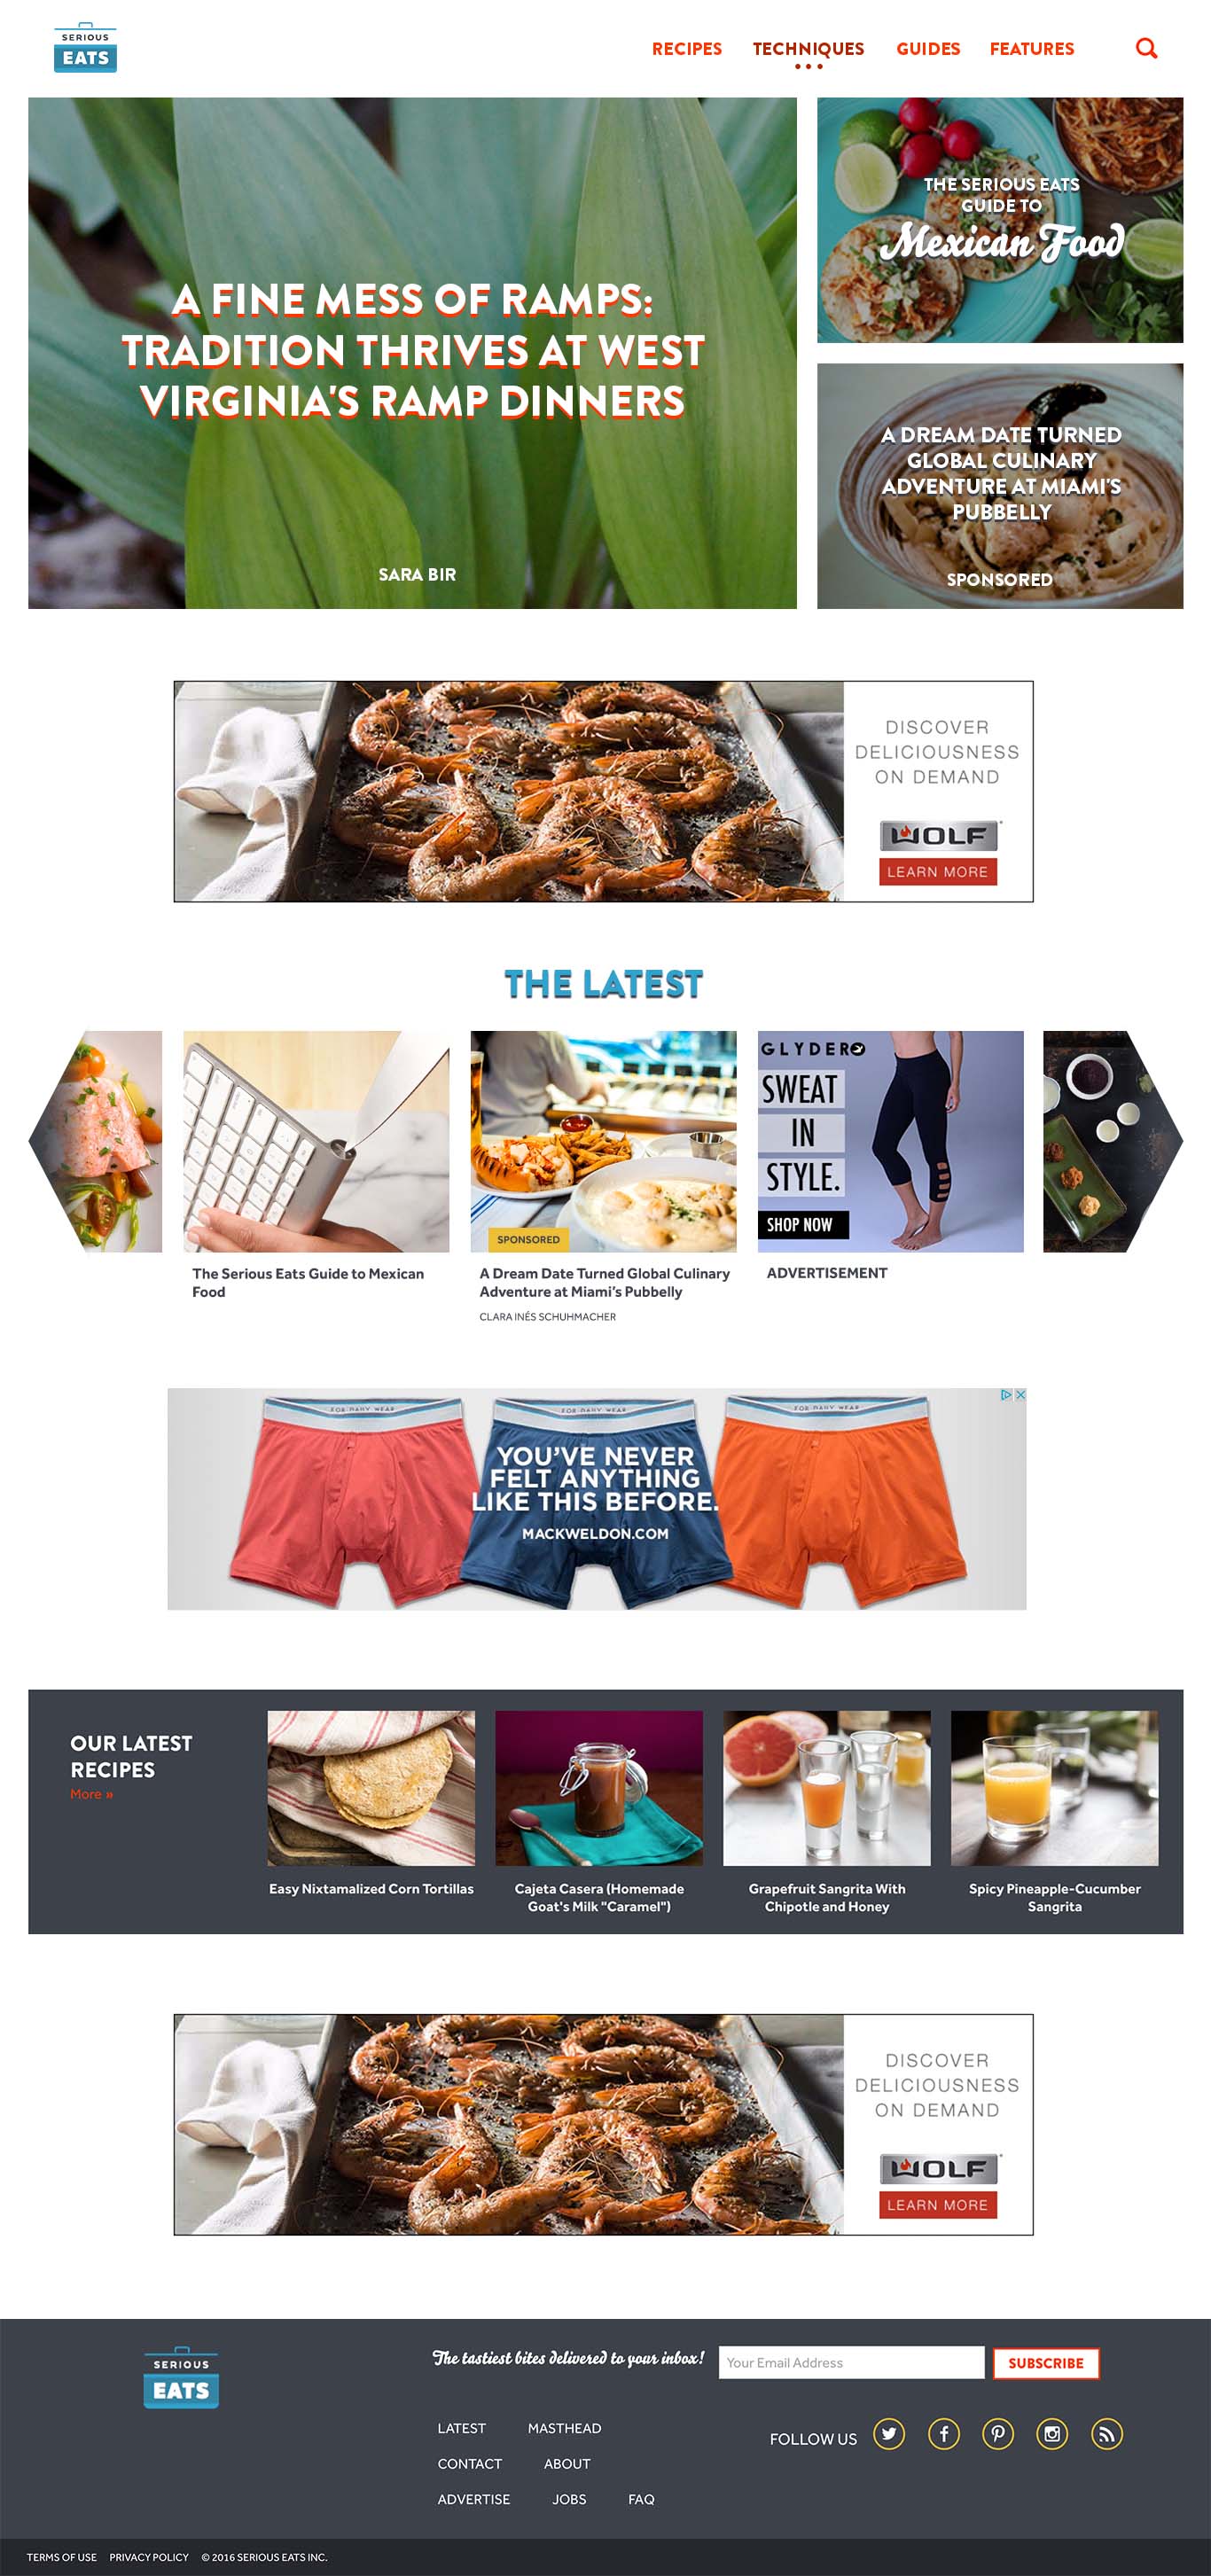 SERIOUS
EATS
RECIPES
TECHNIQUES
GUIDES
FEATURES
A FINE MESS OF RAMPS:
TRADITION THRIVES AT WEST
VIRGINIA'S RAMP DINNERS
SARA BIR
THE SERIOUS EATS
GUIDE TO
Mexican Food
A DREAM DATE TURNED
GLOBAL CULINARY
ADVENTURE AT MIAMI'S
PUBBELLY
SPONSORED
DISCOVER
DELICIOUSNESS
ON DEMAND
WOLF
LEARN MORE
THE LATEST
The Serious Eats Guide to Mexican
Food
SPONSORED
A Dream Date Turned Global Culinary
Adventure at Miami's Pubbelly
CLARA INÉS SCHUHMACHER
GLYDER
SWEAT
IN
STYLE.
SHOP NOW
ADVERTISEMENT
FOR DAILY WEAR
FOR DAILY WEAR
FOR DAILY WEAR
YOU'VE NEVER
FELT ANYTHING
LIKE THIS BEFORE.
MACKWELDON.COM
OUR LATEST
RECIPES
More »
Easy Nixtamalized Corn Tortillas
Cajeta Casera (Homemade
Goat's Milk "Caramel")
Grapefruit Sangrita With
Chipotle and Honey
Spicy Pineapple-Cucumber
Sangrita
DISCOVER
DELICIOUSNESS
ON DEMAND
WOLF
LEARN MORE
SERIOUS
EATS
The tastiest bites delivered to your inbox!
Your Email Address
SUBSCRIBE
LATEST MASTHEAD
CONTACT ABOUT
ADVERTISE JOBS FAQ
FOLLOW US
TERMS OF USE PRIVACY POLICY © 2016 SERIOUS EATS INC.